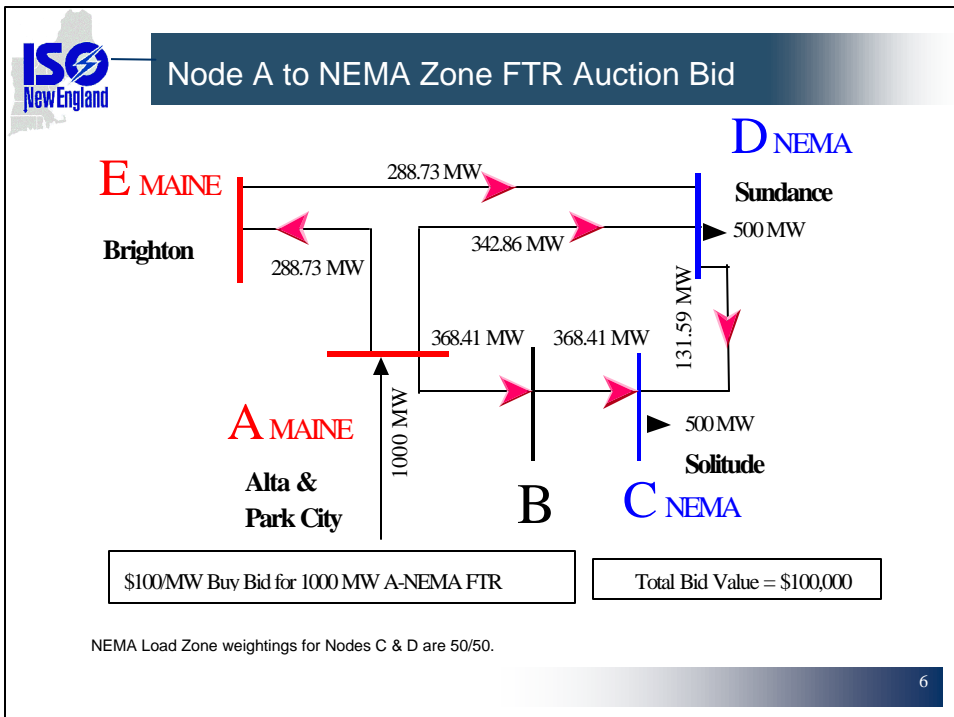 ISO
New England
Node A to NEMA Zone FTR Auction Bid
D NEMA
288.73 MW
E MAINE
Sundance
500 MW
342.86 MW
Brighton
288.73 MW
131.59 MW
368.41 MW
368.41 MW
A MAINE
1000 MW
500 MW
Solitude
Alta &
Park City
B
C NEMA
$100/MW Buy Bid for 1000 MW A-NEMA FTR
Total Bid Value = $100,000
NEMA Load Zone weightings for Nodes C & D are 50/50.
6